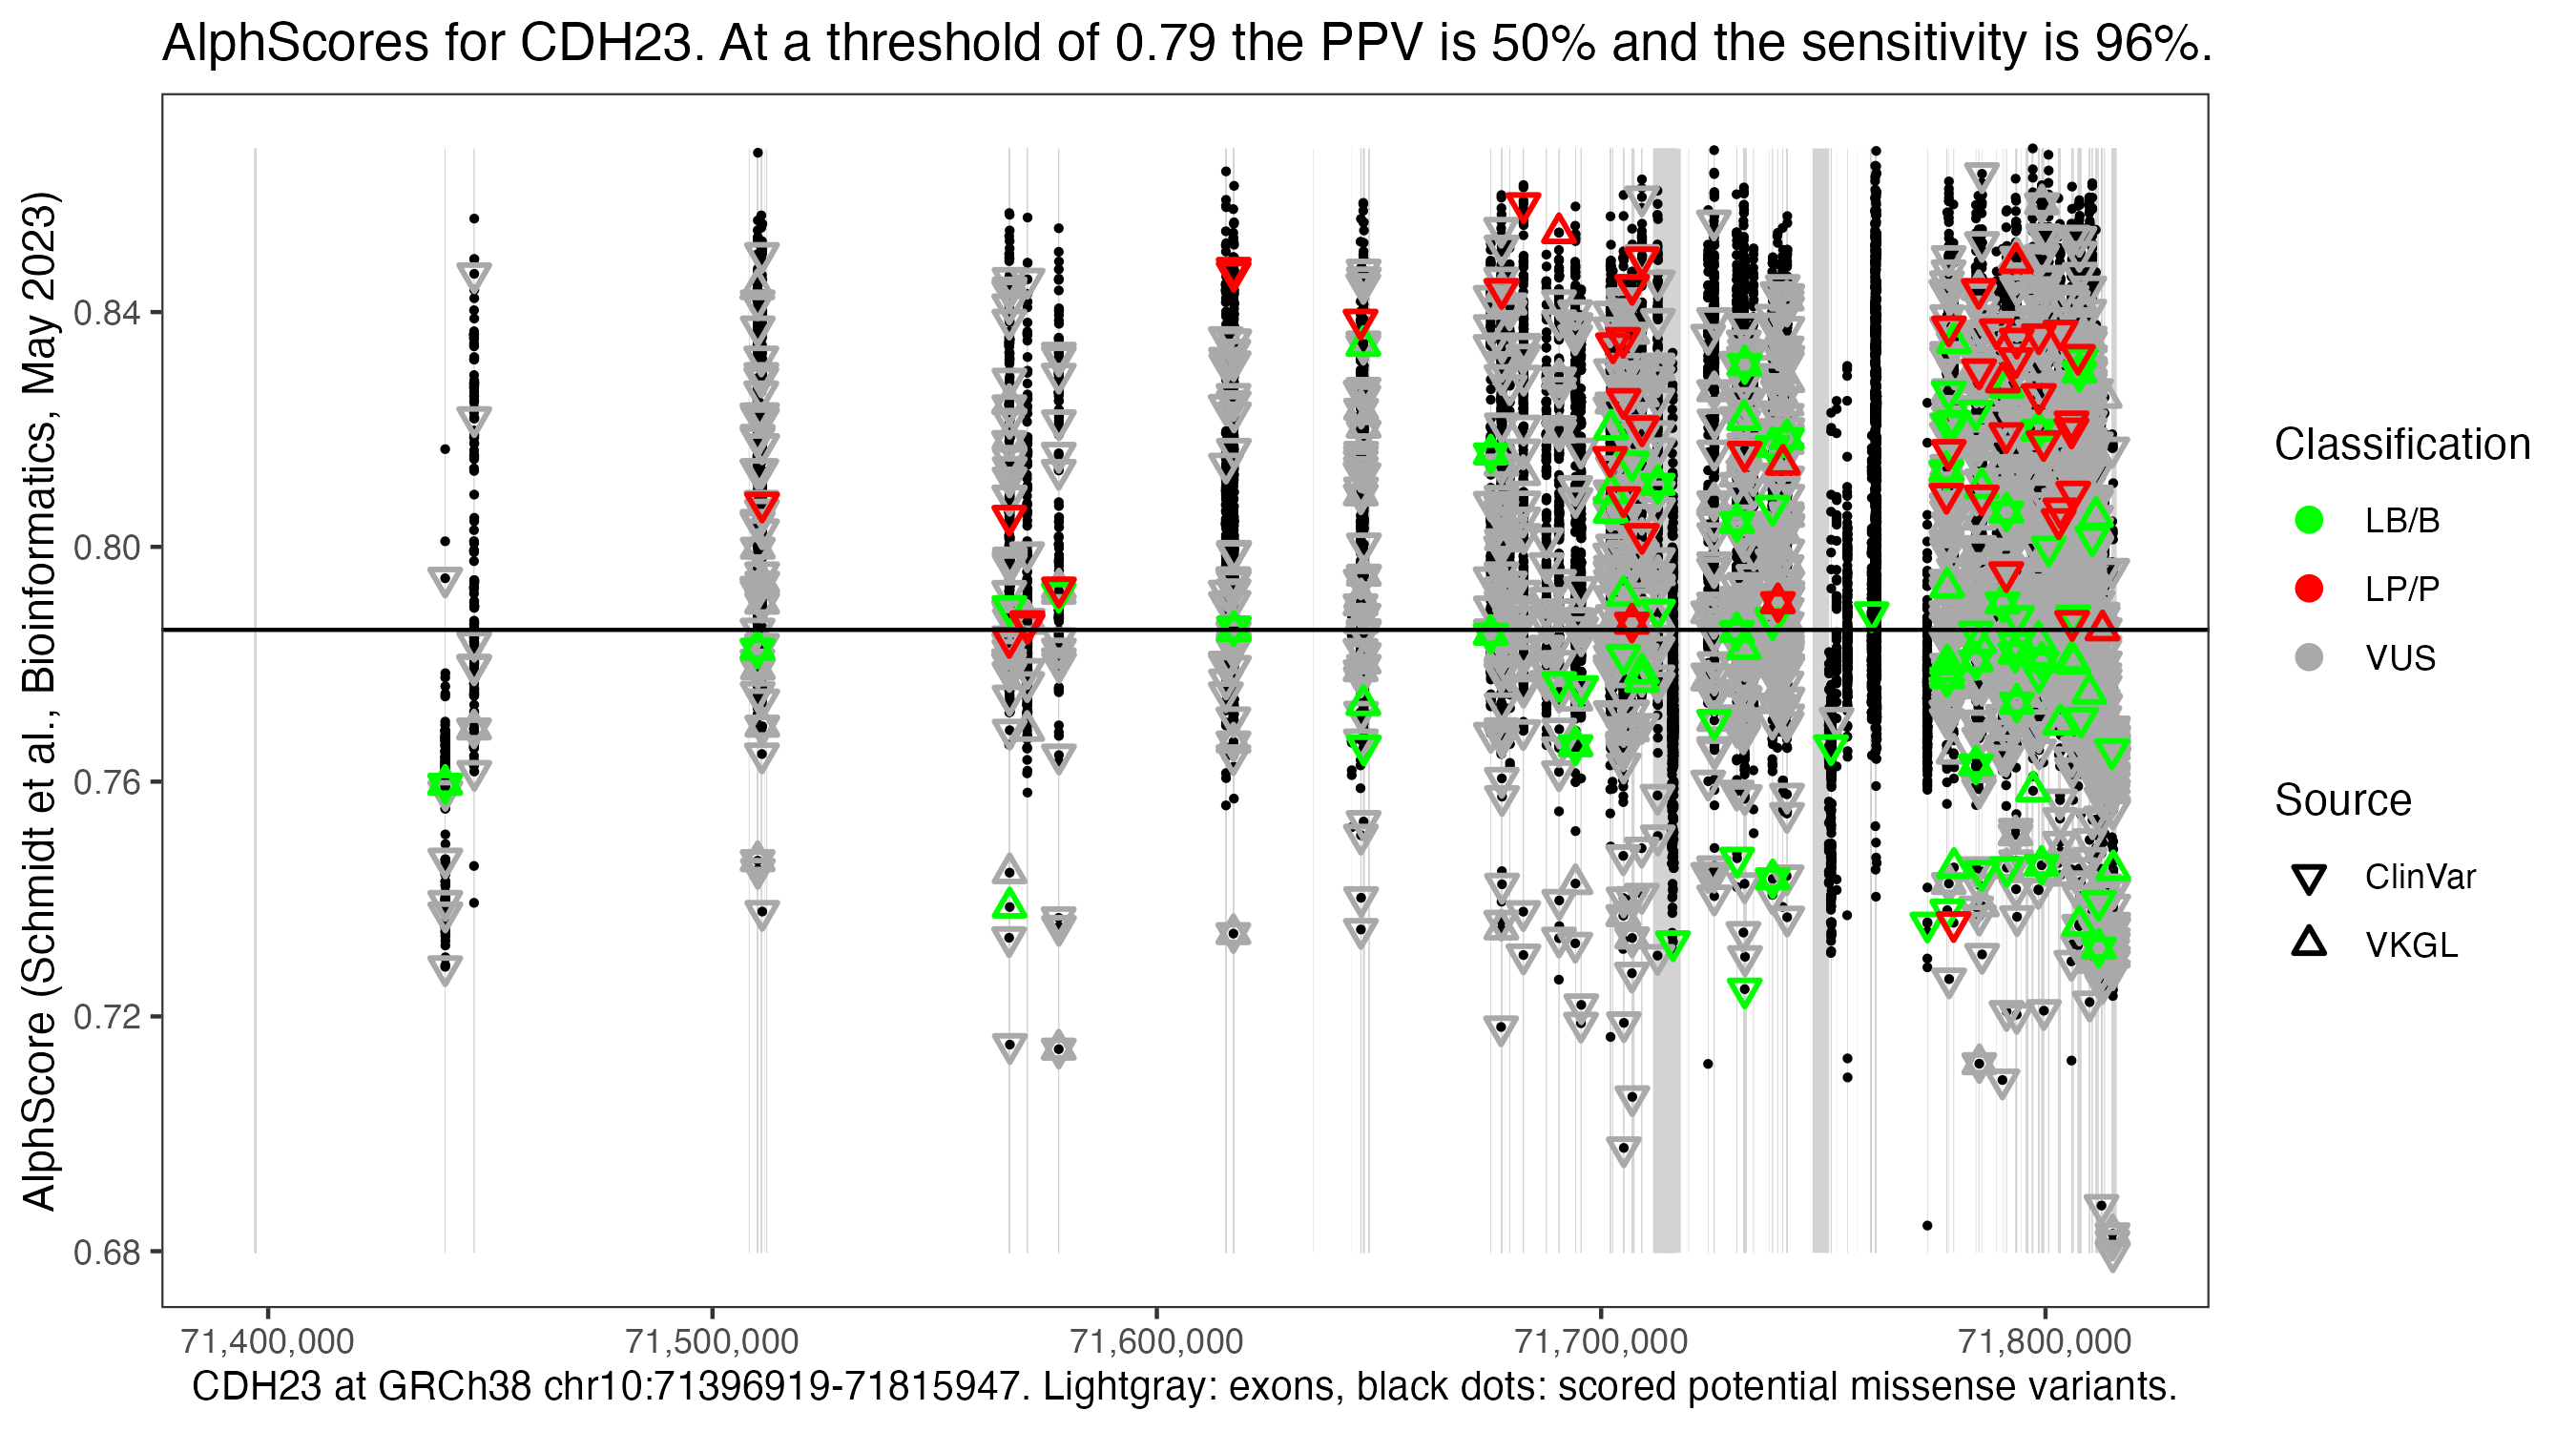 AlphScores for CDH23. At a threshold of 0.79 the PPV is 50% and the sensitivity is 96%.
AlphScore (Schmidt et al., Bioinformatics, May 2023)
0.84
0.80
0.76
0.72
0.68
71,400,000
71,500,000
71,600,000
71,700,000
71,800,000
CDH23 at GRCh38 chr10:71396919-71815947. Lightgray: exons, black dots: scored potential missense variants.
Classification
LB/B
LP/P
VUS
Source
ClinVar
VKGL